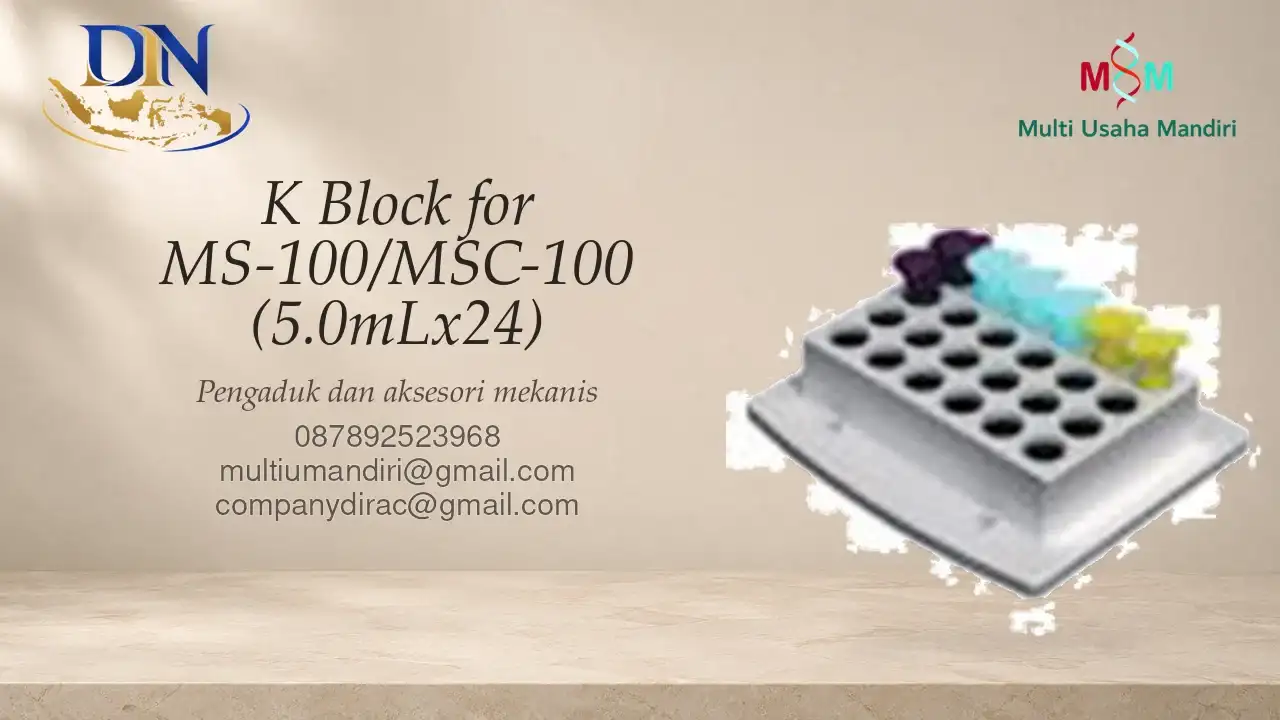 DIN
MSM
Multi Usaha Mandiri
K Block for
MS-100/MSC-100
(5.0mLx24)
Pengaduk dan aksesori mekanis
087892523968
multiumandiri@gmail.com
companydirac@gmail.com